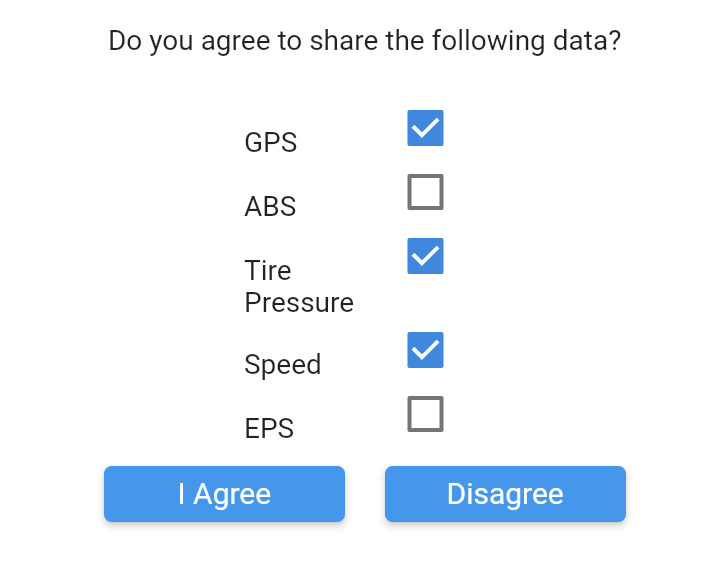 Do you agree to share the following data?
GPS
ABS
Tire
Pressure
Speed
EPS
I Agree
Disagree